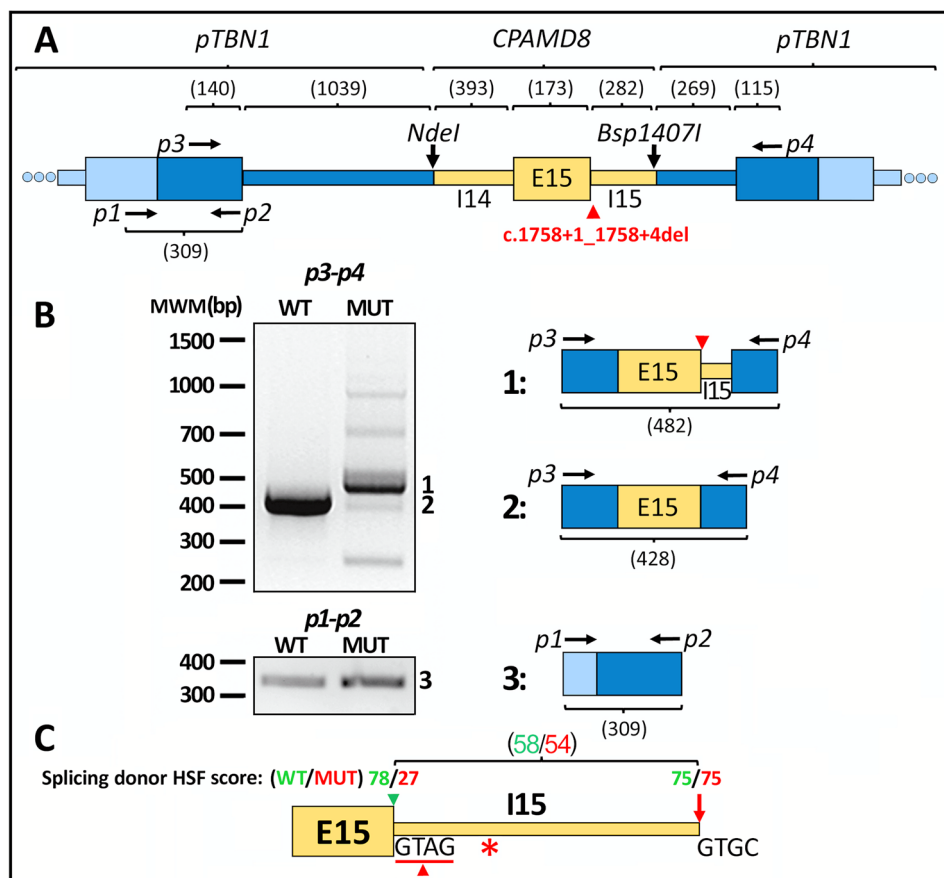 A
pTBN1 CPAMD8 pTBN1
(140) (1039) (393) (173) (282) (269) (115)
NdeI Bsp1407I
p3 p4
E15
I14 I15
p1 p2
c.1758+1_1758+4del
(309)
B
p3-p4
MWM(bp) WT MUT
1500
1000
700
500
400
300
200
1
2
p1-p2
WT MUT
400
300
3
1:
p3 p4
E15
I15
(482)
2:
p3 p4
E15
(428)
3:
p1 p2
(309)
C
(58/54)
Splicing donor HSF score: (WT/MUT) 78/27 75/75
I15
E15
GTAG * GTGC